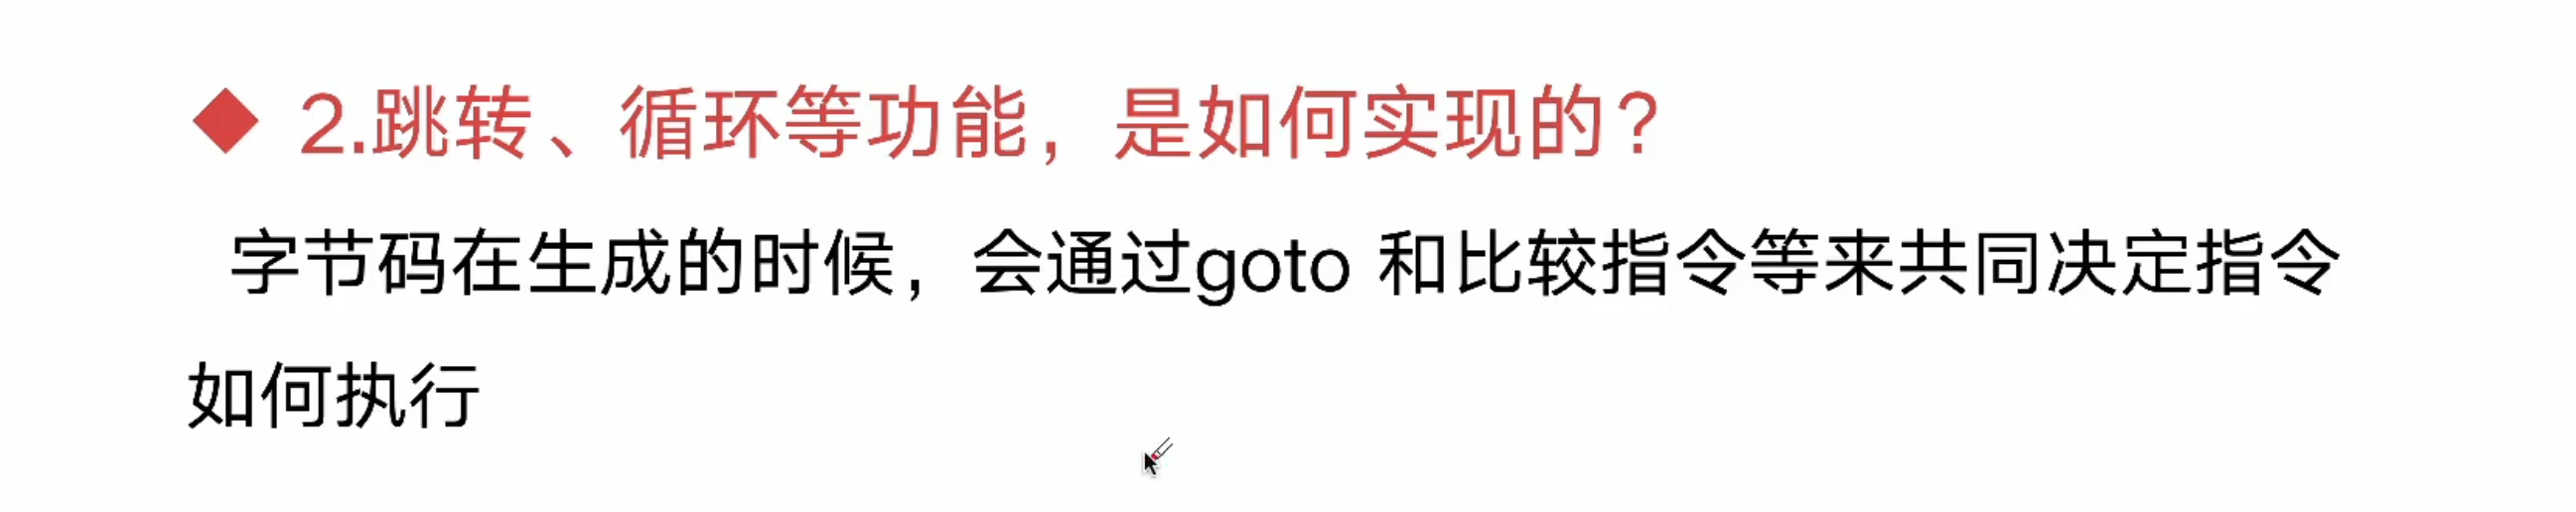 ◆ 2.跳转、循环等功能，是如何实现的？
字节码在生成的时候，会通过goto 和比较指令等来共同决定指令
如何执行